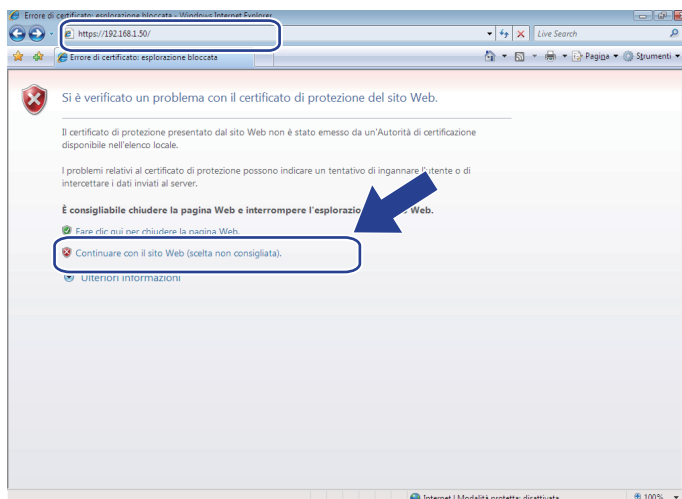 Errore di certificato: esplorazione bloccata - Windows Internet Explorer
https://192.168.1.50/
Live Search
Errore di certificato: esplorazione bloccata
Pagina
Strumenti
Si è verificato un problema con il certificato di protezione del sito Web.
Il certificato di protezione presentato dal sito Web non è stato emesso da un'Autorità di certificazione
disponibile nell'elenco locale.
I problemi relativi al certificato di protezione possono indicare un tentativo di ingannare l'utente o di
intercettare i dati inviati al server.
È consigliabile chiudere la pagina Web e interrompere l'esplorazio Web.
Fare clic qui per chiudere la pagina Web.
Continuare con il sito Web (scelta non consigliata).
Ulteriori informazioni
Internet | Modalità protetta: disattivata
100%